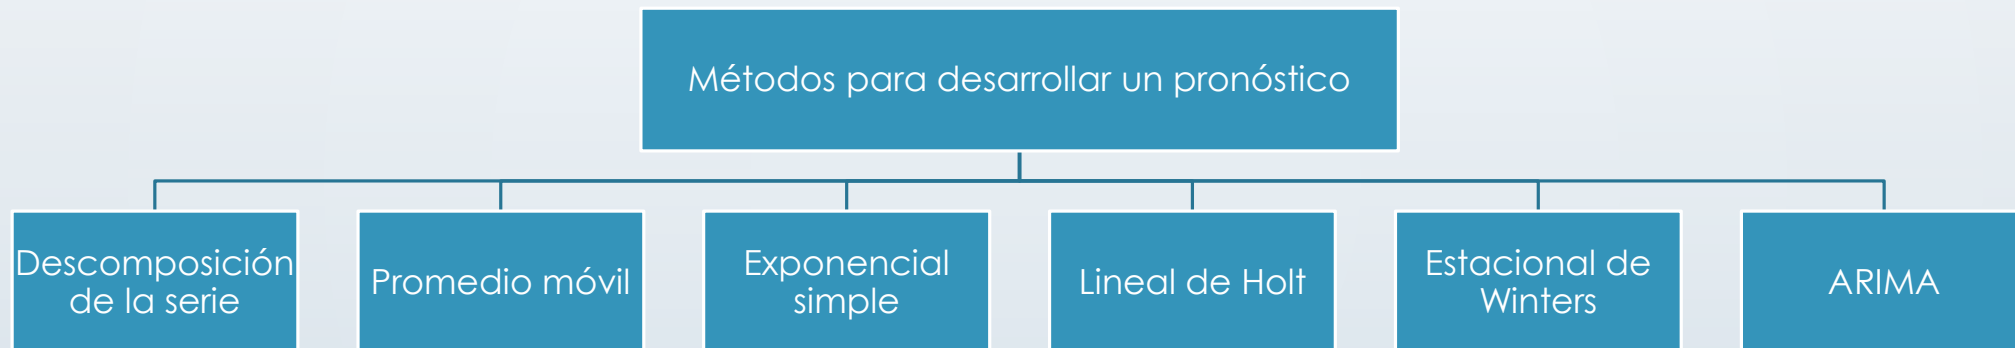 Métodos para desarrollar un pronóstico
Descomposición
de la serie
Promedio móvil
Exponencial
simple
Lineal de Holt
Estacional de
Winters
ARIMA